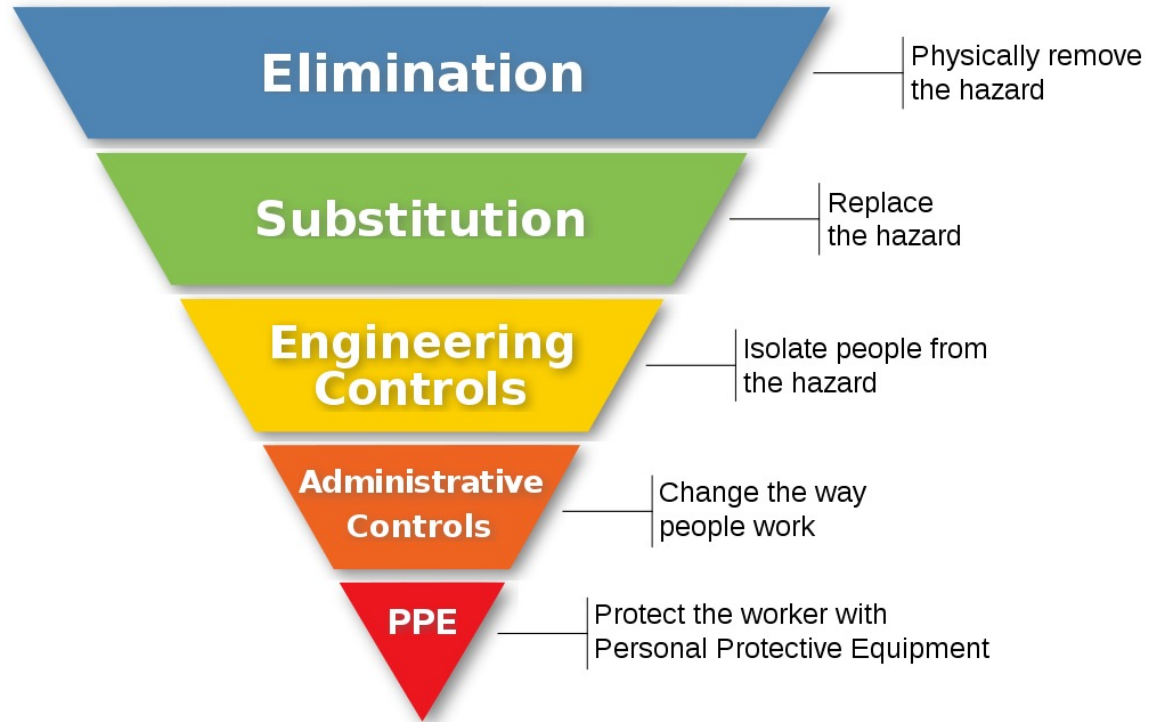 Elimination
Physically remove
the hazard
Substitution
Replace
the hazard
Engineering
Controls
Isolate people from
the hazard
Administrative
Controls
Change the way
people work
PPE
Protect the worker with
Personal Protective Equipment